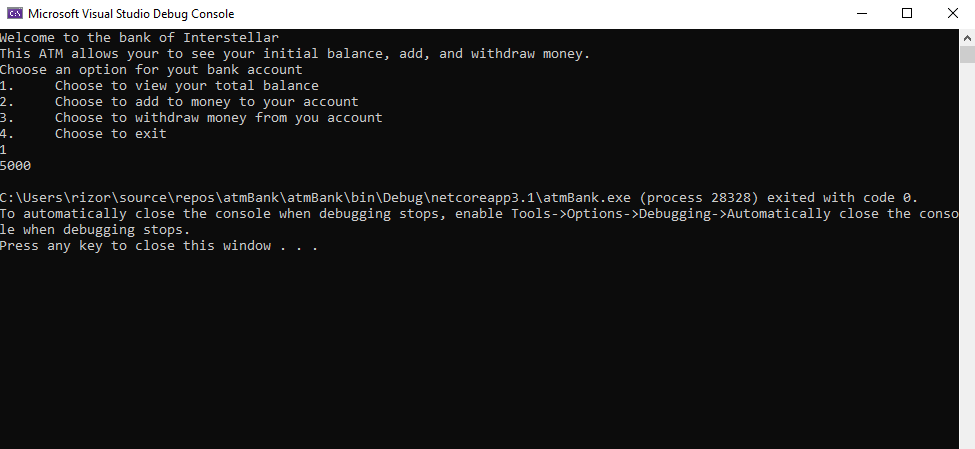 Microsoft Visual Studio Debug Console
Welcome to the bank of Interstellar
This ATM allows your to see your initial balance, add, and withdraw money.
Choose an option for yout bank account
1.     Choose to view your total balance
2.     Choose to add to money to your account
3.     Choose to withdraw money from you account
4.     Choose to exit
1
5000
C:\Users\rizor\source\repos\atmBank\atmBank\bin\Debug\netcoreapp3.1\atmBank.exe (process 28328) exited with code 0.
To automatically close the console when debugging stops, enable Tools->Options->Debugging->Automatically close the conso
le when debugging stops.
Press any key to close this window . . .